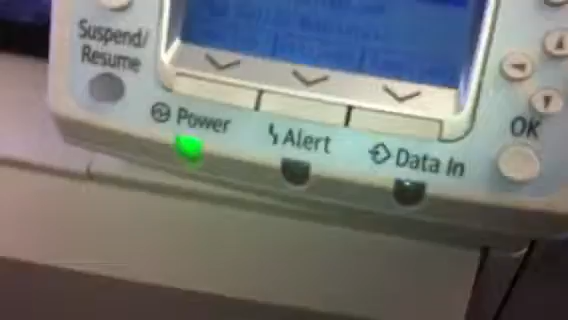 Suspend/
Resume
Power
Alert
Data In
OK